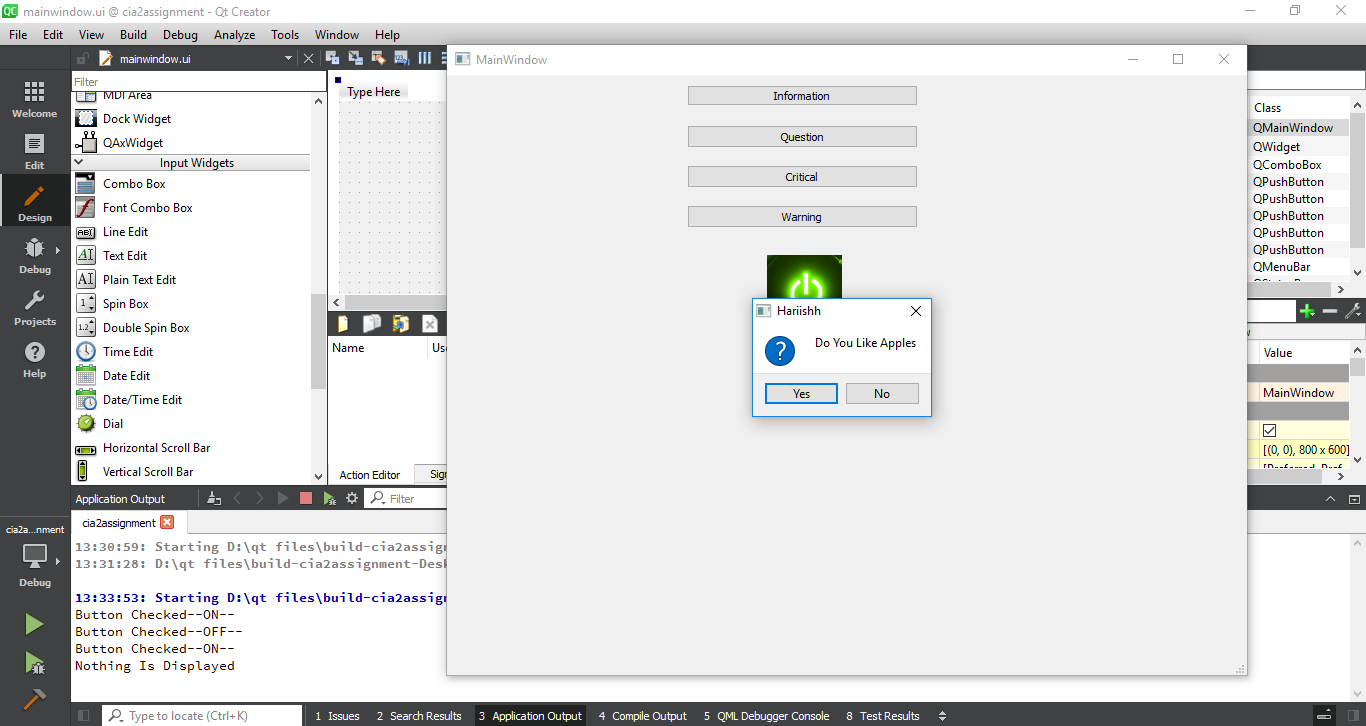 mainwindow.ui @ cia2assignment - Qt Creator
File Edit View Build Debug Analyze Tools Window Help
mainwindow.ui
Filter
Welcome
Edit
Design
Debug
Projects
Help
MDI Area
Dock Widget
QAxWidget
Input Widgets
Combo Box
Font Combo Box
Line Edit
Text Edit
Plain Text Edit
Spin Box
Double Spin Box
Time Edit
Date Edit
Date/Time Edit
Dial
Horizontal Scroll Bar
Vertical Scroll Bar
Type Here
Name
Action Editor
MainWindow
Information
Question
Critical
Warning
Hariishh
Do You Like Apples
Yes No
Class
QMainWindow
QWidget
QComboBox
QPushButton
QPushButton
QPushButton
QPushButton
QPushButton
QMenuBar
Value
MainWindow
[(0, 0), 800 x 600]
Application Output
Filter
cia2assignment
13:30:59: Starting D:\qt files\build-cia2assign
13:31:28: D:\qt files\build-cia2assignment-Des
13:33:53: Starting D:\qt files\build-cia2assign
Button Checked--ON--
Button Checked--OFF--
Button Checked--ON--
Nothing Is Displayed
cia2a...nment
Debug
Type to locate (Ctrl+K)
1 Issues 2 Search Results 3 Application Output 4 Compile Output 5 QML Debugger Console 8 Test Results